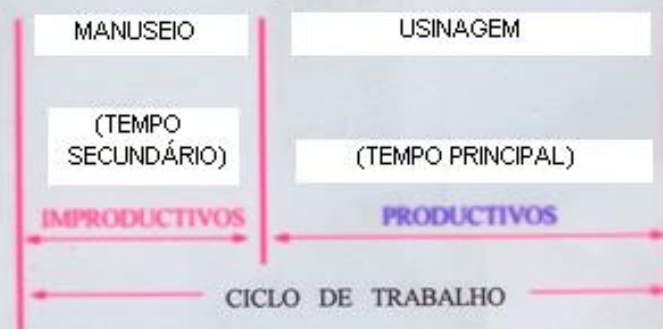 MANUSEIO
USINAGEM
(TEMPO
SECUNDÁRIO)
(TEMPO PRINCIPAL)
IMPRODUCTIVOS
PRODUCTIVOS
CICLO DE TRABALHO